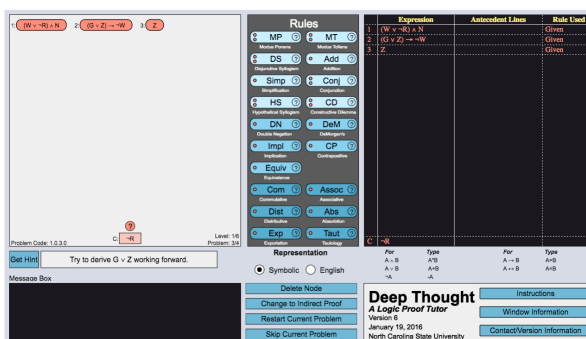 1: (W ∨ ¬R) ∧ N 2: (G ∨ Z) → ¬W 3: Z
?
C: ¬R
Problem Code: 1.0.3.0
Level: 1/6
Problem: 3/4
Get Hint
Try to derive G ∨ Z working forward.
Message Box
Rules
MP ? MT ?
Modus Ponens Modus Tollens
DS ? Add ?
Disjunctive Syllogism Addition
Simp ? Conj ?
Simplification Conjunction
HS ? CD ?
Hypothetical Syllogism Constructive Dilemma
DN ? DeM ?
Double Negation DeMorgan's
Impl ? CP ?
Implication Contrapositive
Equiv ?
Equivalence
Com ? Assoc ?
Commutative Associative
Dist ? Abs ?
Distributive Absorbtion
Exp ? Taut ?
Exportation Tautology
Representation
Symbolic English
Delete Node
Change to Indirect Proof
Restart Current Problem
Skip Current Problem
Expression Antecedent Lines Rule Used
1 (W ∨ ¬R) ∧ N Given
2 (G ∨ Z) → ¬W Given
3 Z Given
C ¬R
For Type For Type
A ∧ B A*B A → B A>B
A ∨ B A+B A ↔ B A=B
¬A -A
Deep Thought
A Logic Proof Tutor
Version 6
January 19, 2016
North Carolina State University
Instructions
Window Information
Contact/Version Information